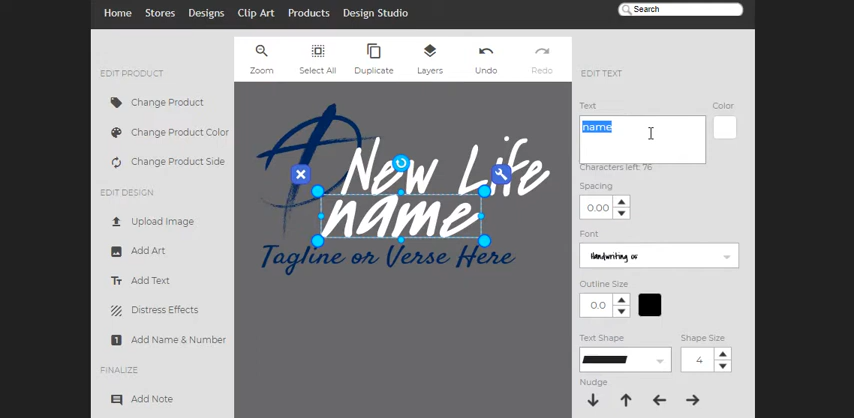 Home Stores Designs Clip Art Products Design Studio
Search
EDIT PRODUCT
Change Product
Change Product Color
Change Product Side
EDIT DESIGN
Upload Image
Add Art
Add Text
Distress Effects
Add Name & Number
FINALIZE
Add Note
Zoom Select All Duplicate Layers Undo Redo
New Life
name
Tagline or Verse Here
EDIT TEXT
Text Color
name
Characters left: 76
Spacing
0.00
Font
Handwriting cs
Outline Size
0.0
Text Shape Shape Size
4
Nudge